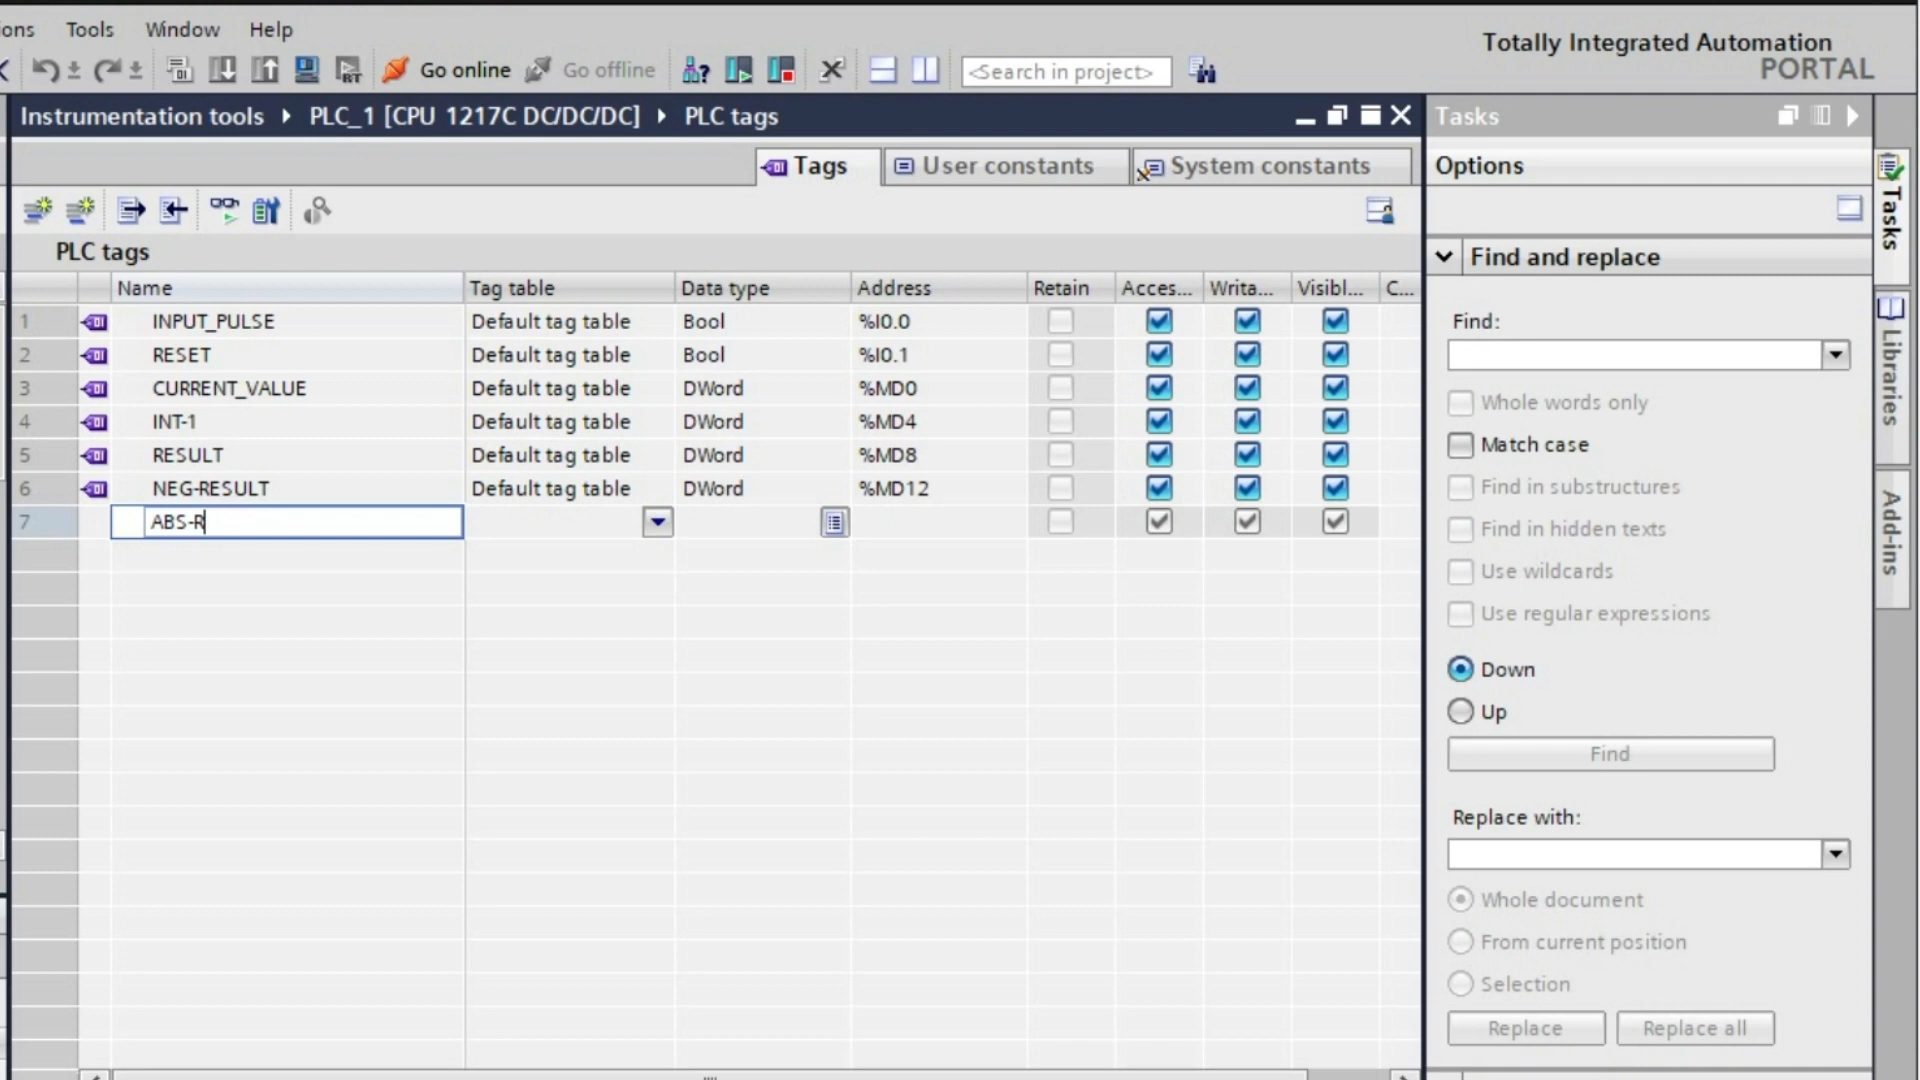 ions Tools Window Help
Totally Integrated Automation
PORTAL
Go online Go offline <Search in project>
Instrumentation tools PLC_1 [CPU 1217C DC/DC/DC] PLC tags
Tags User constants System constants
PLC tags
Name Tag table Data type Address Retain Acces... Writa... Visibl... C...
1 INPUT_PULSE Default tag table Bool %I0.0
2 RESET Default tag table Bool %I0.1
3 CURRENT_VALUE Default tag table DWord %MD0
4 INT-1 Default tag table DWord %MD4
5 RESULT Default tag table DWord %MD8
6 NEG-RESULT Default tag table DWord %MD12
7 ABS-R
Tasks
Options
Find and replace
Find:
Whole words only
Match case
Find in substructures
Find in hidden texts
Use wildcards
Use regular expressions
Down
Up
Find
Replace with:
Whole document
From current position
Selection
Replace Replace all
Tasks
Libraries
Add-ins